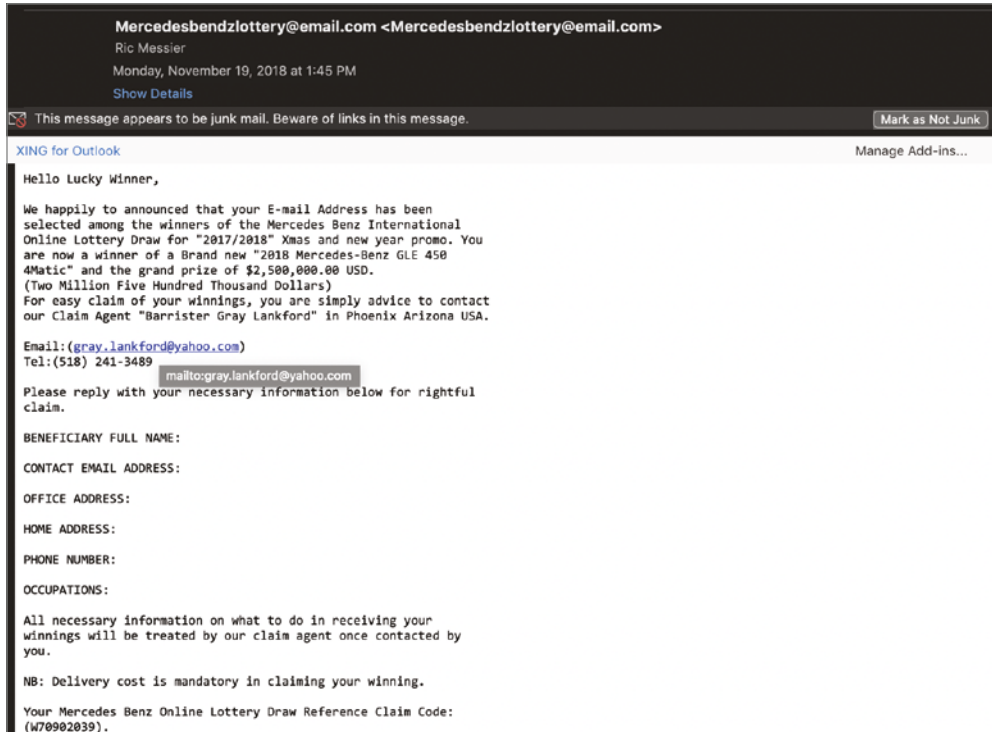 Mercedesbendzlottery@email.com <Mercedesbendzlottery@email.com>
Ric Messier
Monday, November 19, 2018 at 1:45 PM
Show Details
This message appears to be junk mail. Beware of links in this message.
Mark as Not Junk
XING for Outlook
Manage Add-ins...
Hello Lucky Winner,
We happily to announced that your E-mail Address has been
selected among the winners of the Mercedes Benz International
Online Lottery Draw for "2017/2018" Xmas and new year promo. You
are now a winner of a Brand new "2018 Mercedes-Benz GLE 450
4Matic" and the grand prize of $2,500,000.00 USD.
(Two Million Five Hundred Thousand Dollars)
For easy claim of your winnings, you are simply advice to contact
our Claim Agent "Barrister Gray Lankford" in Phoenix Arizona USA.
Email:(gray.lankford@yahoo.com)
Tel:(518) 241-3489
mailto:gray.lankford@yahoo.com
Please reply with your necessary information below for rightful
claim.
BENEFICIARY FULL NAME:
CONTACT EMAIL ADDRESS:
OFFICE ADDRESS:
HOME ADDRESS:
PHONE NUMBER:
OCCUPATIONS:
All necessary information on what to do in receiving your
winnings will be treated by our claim agent once contacted by
you.
NB: Delivery cost is mandatory in claiming your winning.
Your Mercedes Benz Online Lottery Draw Reference Claim Code:
(W70902039).